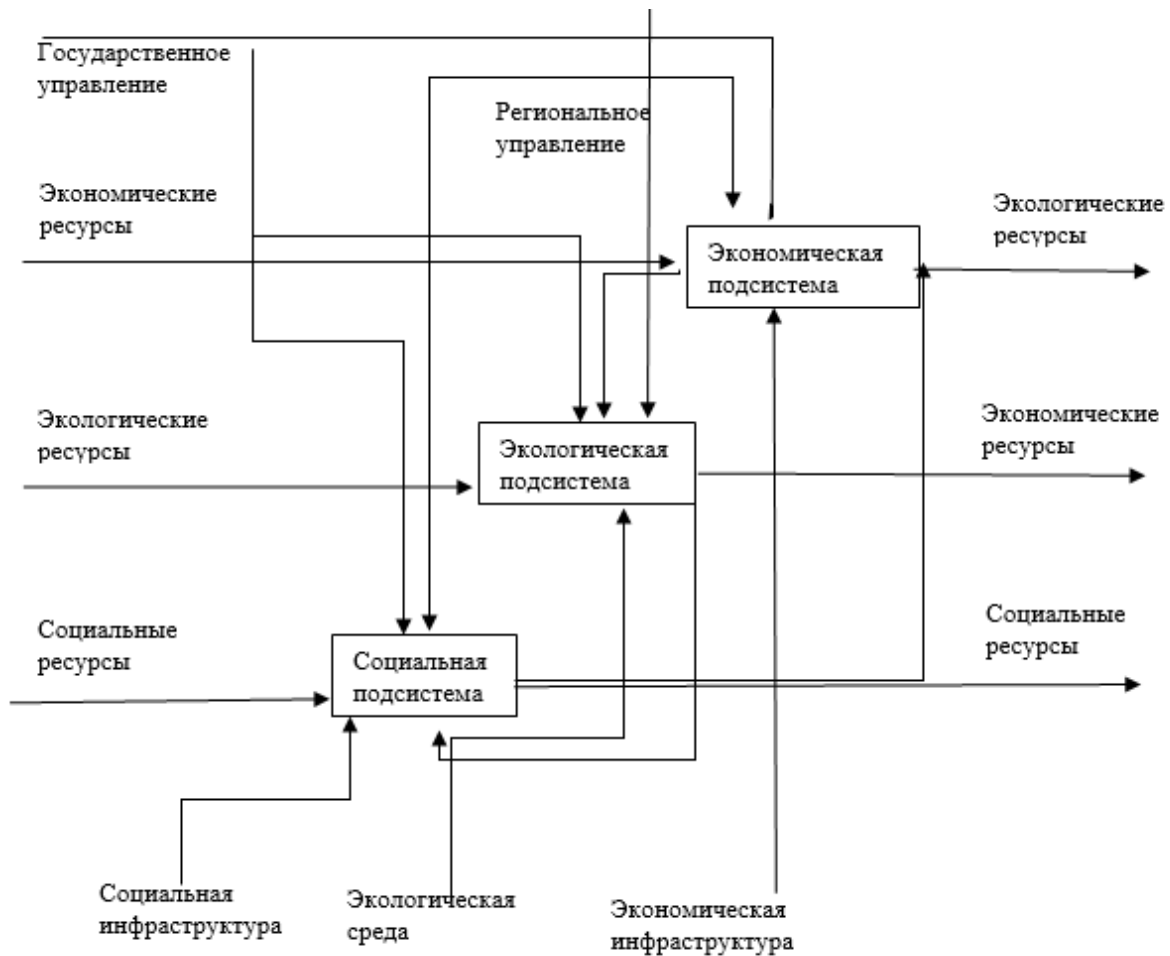 Государственное
управление
Региональное
управление
Экономические
ресурсы
Экологические
ресурсы
Экономическая
подсистема
Экологические
ресурсы
Экономические
ресурсы
Экологическая
подсистема
Социальные
ресурсы
Социальные
ресурсы
Социальная
подсистема
Социальная
инфраструктура
Экологическая
среда
Экономическая
инфраструктура